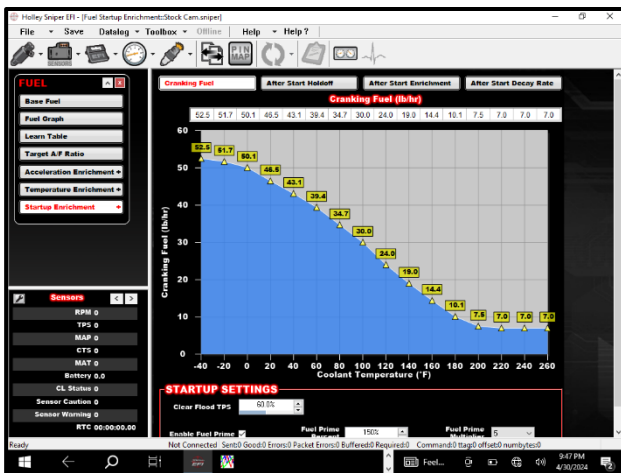 Holley Sniper EFI - [Fuel Startup Enrichment::Stock Cam.sniper]
File Save Datalog Toolbox Offline Help Help?
SENSORS PIN MAP
FUEL
Base Fuel
Fuel Graph
Learn Table
Target A/F Ratio
Acceleration Enrichment +
Temperature Enrichment +
Startup Enrichment +
Cranking Fuel After Start Holdoff After Start Enrichment After Start Decay Rate
Cranking Fuel (lb/hr)
52.5 51.7 50.1 46.5 43.1 39.4 34.7 30.0 24.0 19.0 14.4 10.1 7.5 7.0 7.0 7.0
Cranking Fuel (lb/hr)
60
50
40
30
20
10
0
52.5 51.7 50.1 46.5 43.1 39.4 34.7 30.0 24.0 19.0 14.4 10.1 7.5 7.0 7.0 7.0
-40 -20 0 20 40 60 80 100 120 140 160 180 200 220 240 260
Coolant Temperature (°F)
Sensors < >
RPM 0
TPS 0
MAP 0
CTS 0
MAT 0
Battery 0.0
CL Status 0
Sensor Caution 0
Sensor Warning 0
RTC 00:00:00.00
STARTUP SETTINGS
Clear Flood TPS 60.0%
Enable Fuel Prime Fuel Prime Percent 150% Fuel Prime Multiplier 5
Ready Not Connected Sent:0 Good:0 Errors:0 Packet Errors:0 Buffered:0 Required:0 Command:0 ttag:0 offset:0 numbytes:0
EFI Feel... 9:47 PM
4/30/2024 2